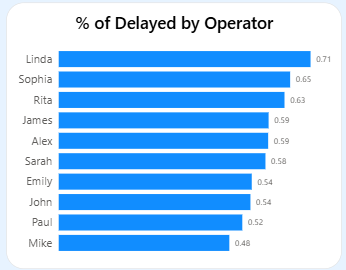 % of Delayed by Operator
Linda 0.71
Sophia 0.65
Rita 0.63
James 0.59
Alex 0.59
Sarah 0.58
Emily 0.54
John 0.54
Paul 0.52
Mike 0.48